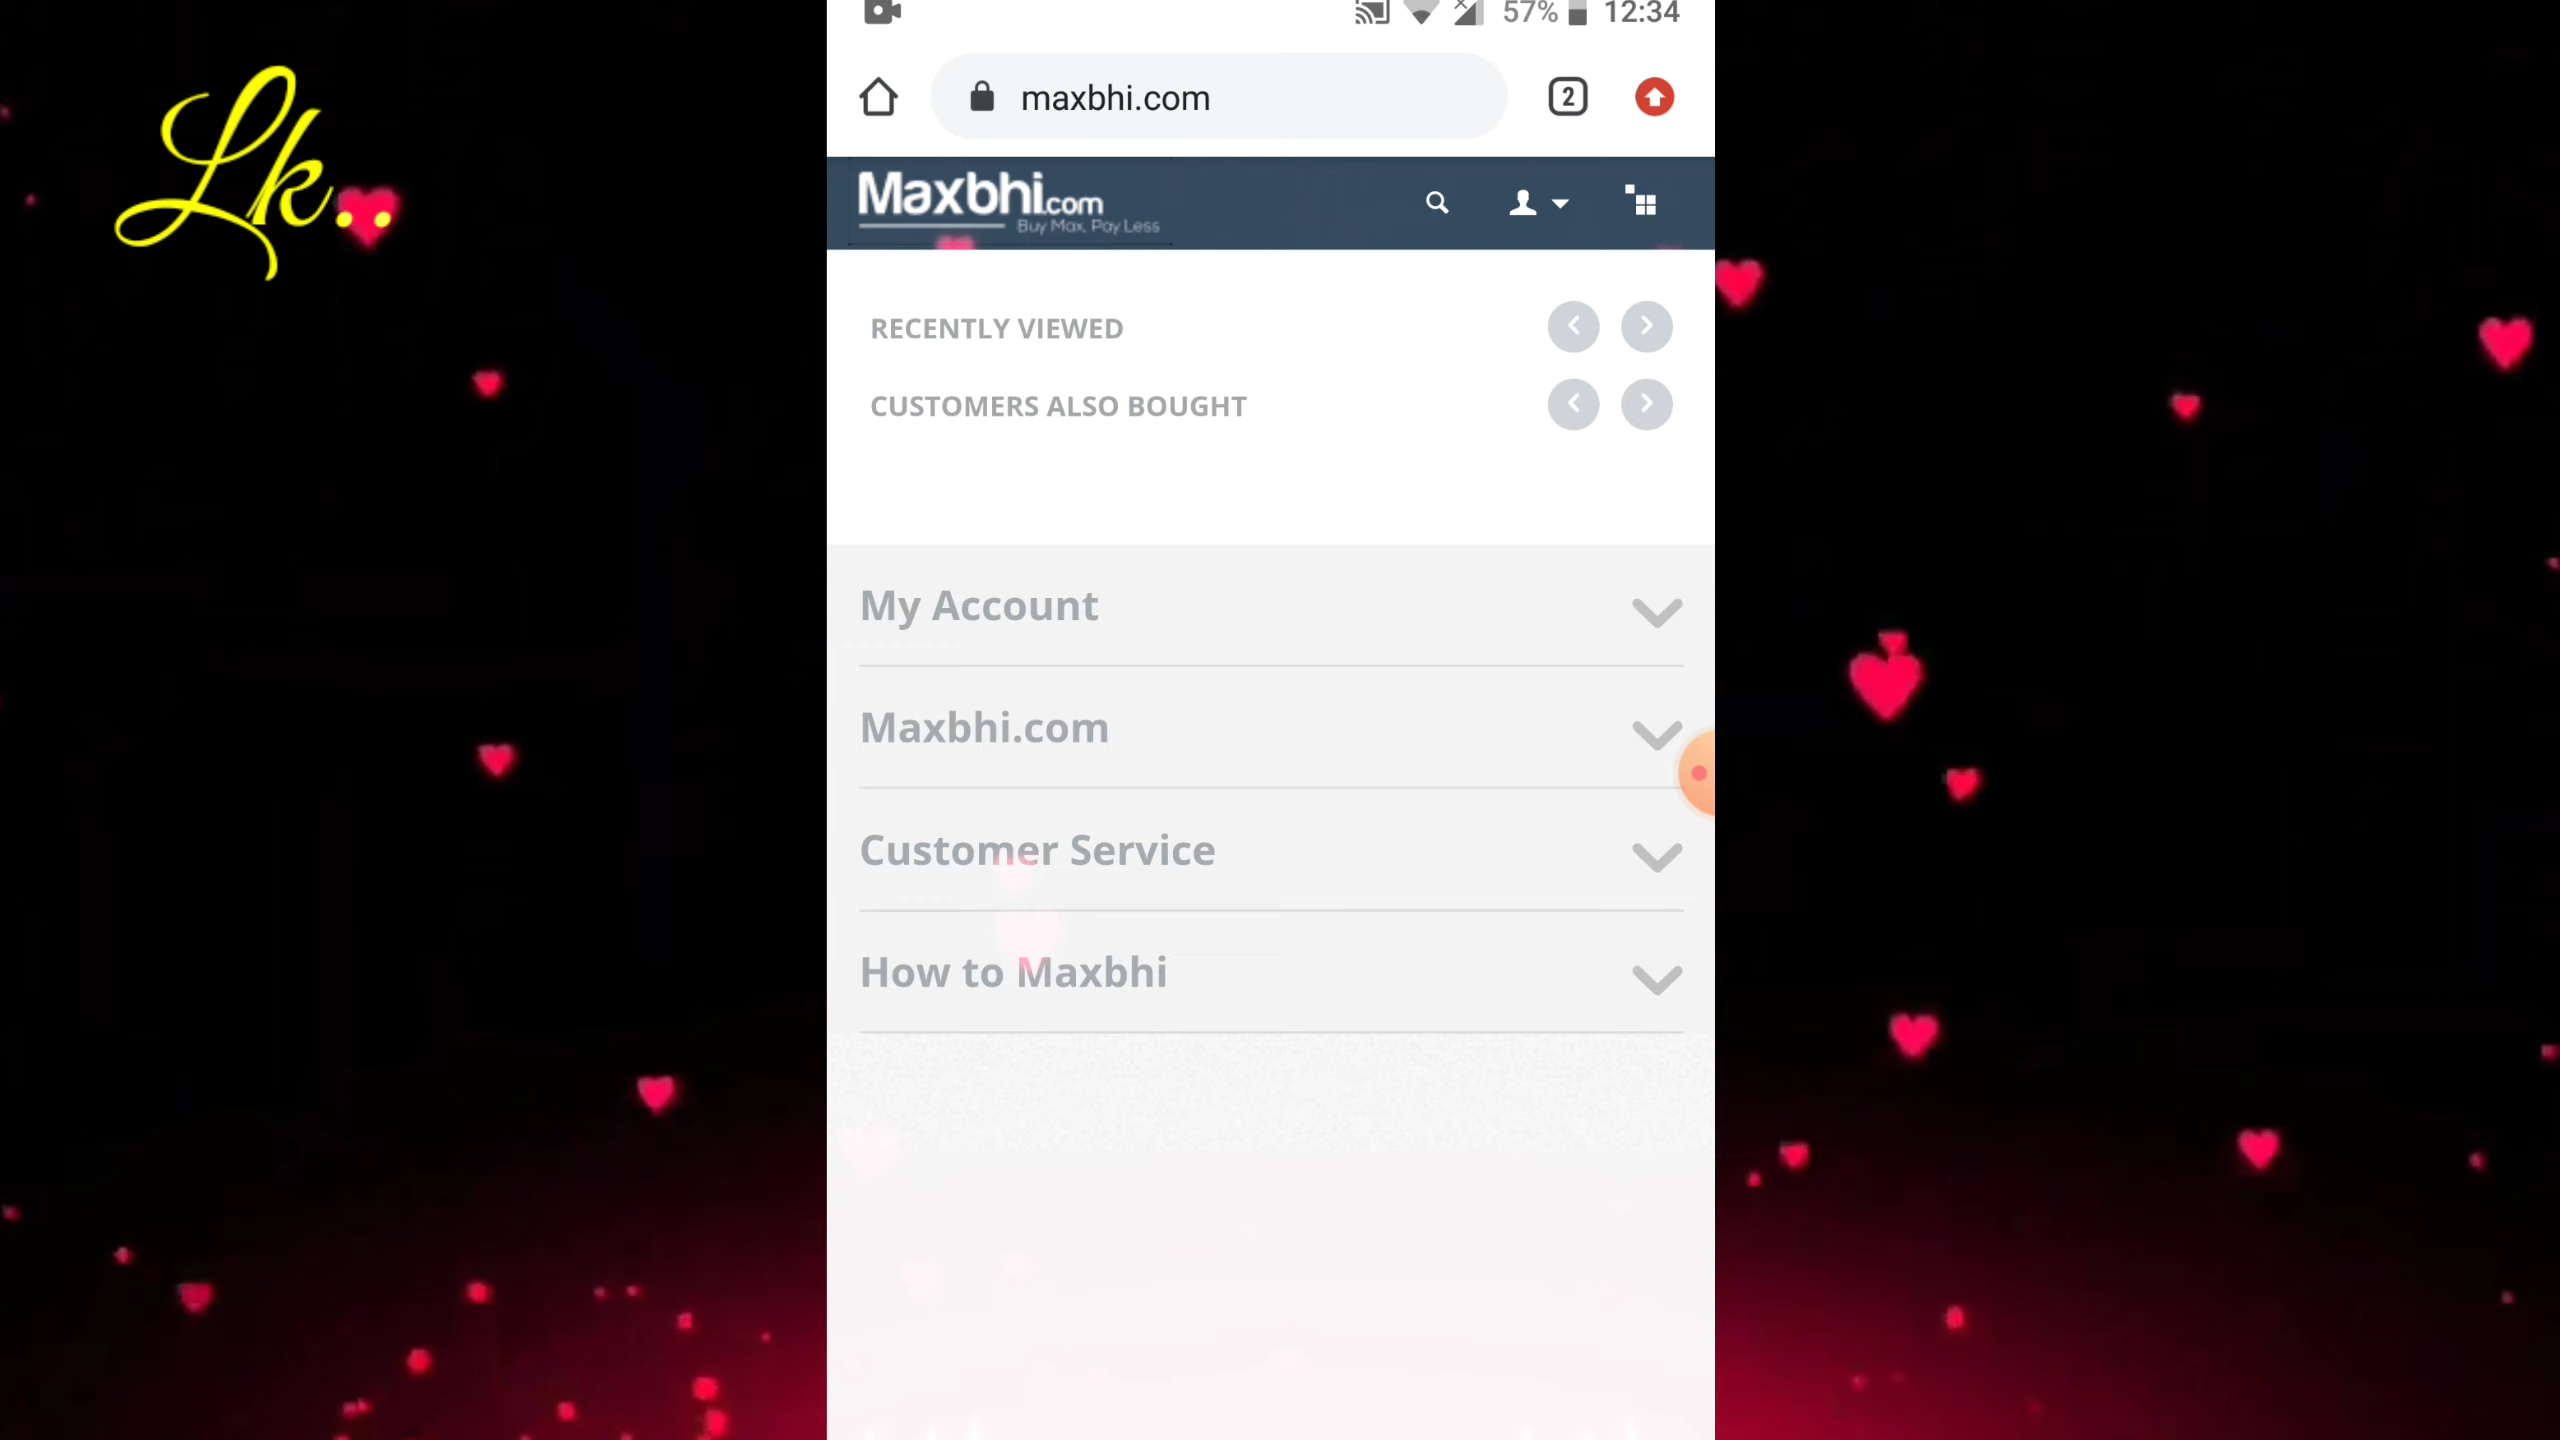 Lk..
57% 12:34
maxbhi.com
2
Maxbhi.com
Buy Max, Pay Less
RECENTLY VIEWED
CUSTOMERS ALSO BOUGHT
My Account
Maxbhi.com
Customer Service
How to Maxbhi